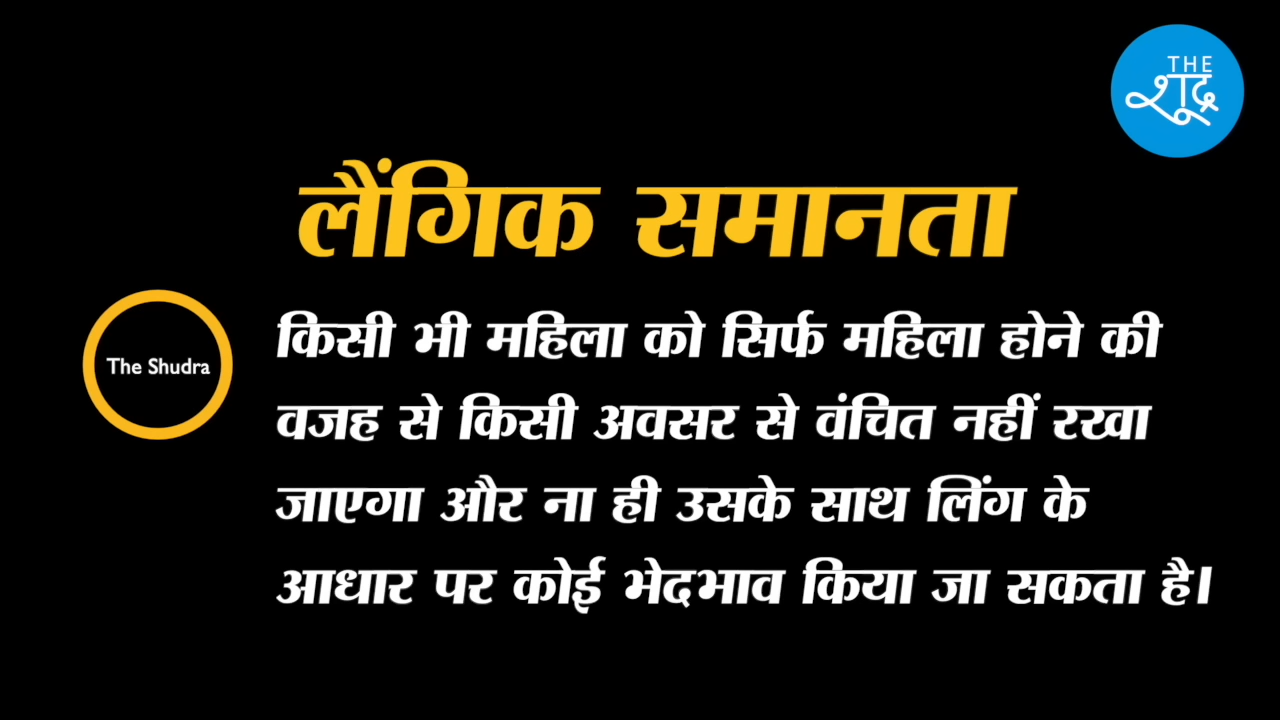 THE
शूद्र
लैंगिक समानता
The Shudra
किसी भी महिला को सिर्फ महिला होने की
वजह से किसी अवसर से वंचित नहीं रखा
जाएगा और ना ही उसके साथ लिंग के
आधार पर कोई भेदभाव किया जा सकता है।